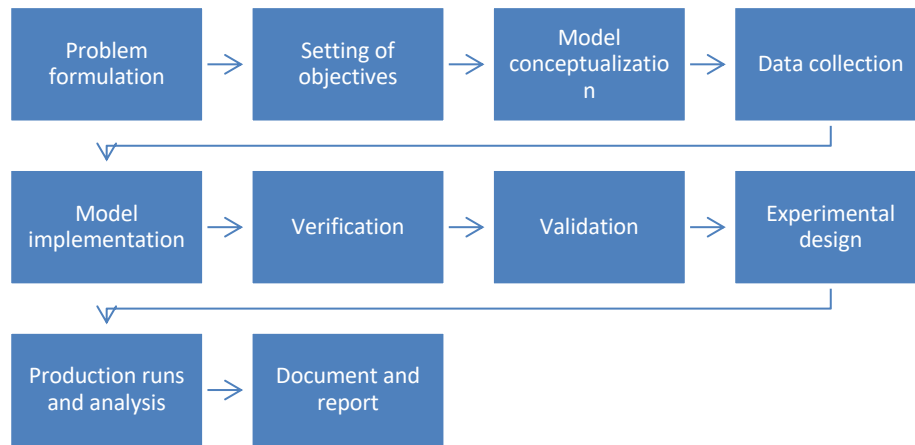 Problem
formulation
Setting of
objectives
Model
conceptualizatio
n
Data collection
Model
implementation
Verification
Validation
Experimental
design
Production runs
and analysis
Document and
report